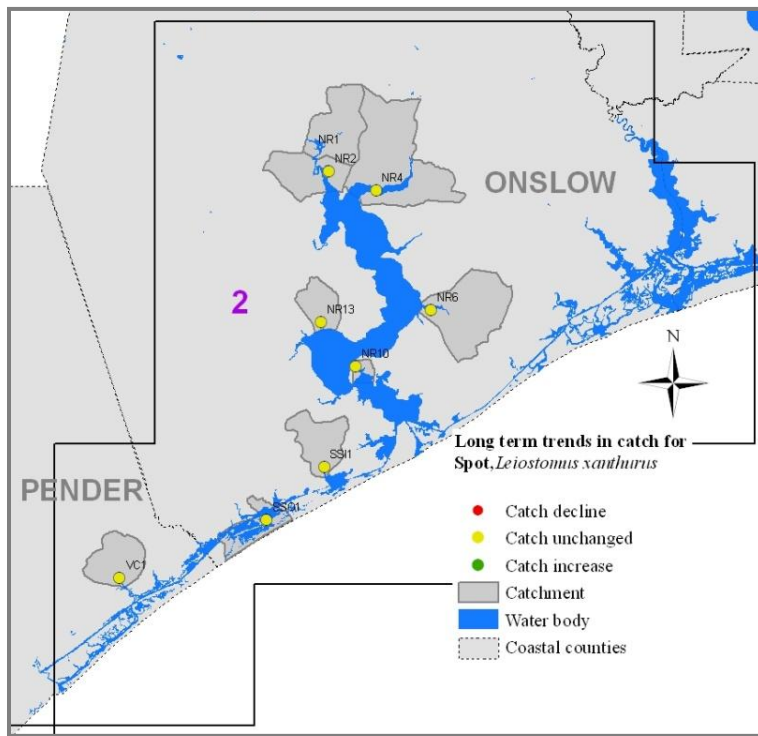 NR1
NR2
NR4
ONSLOW
2
NR13
NR6
NR10
N
SSI1
Long term trends in catch for
Spot, Leiostomus xanthurus
PENDER
SSO1
VC1
Catch decline
Catch unchanged
Catch increase
Catchment
Water body
Coastal counties